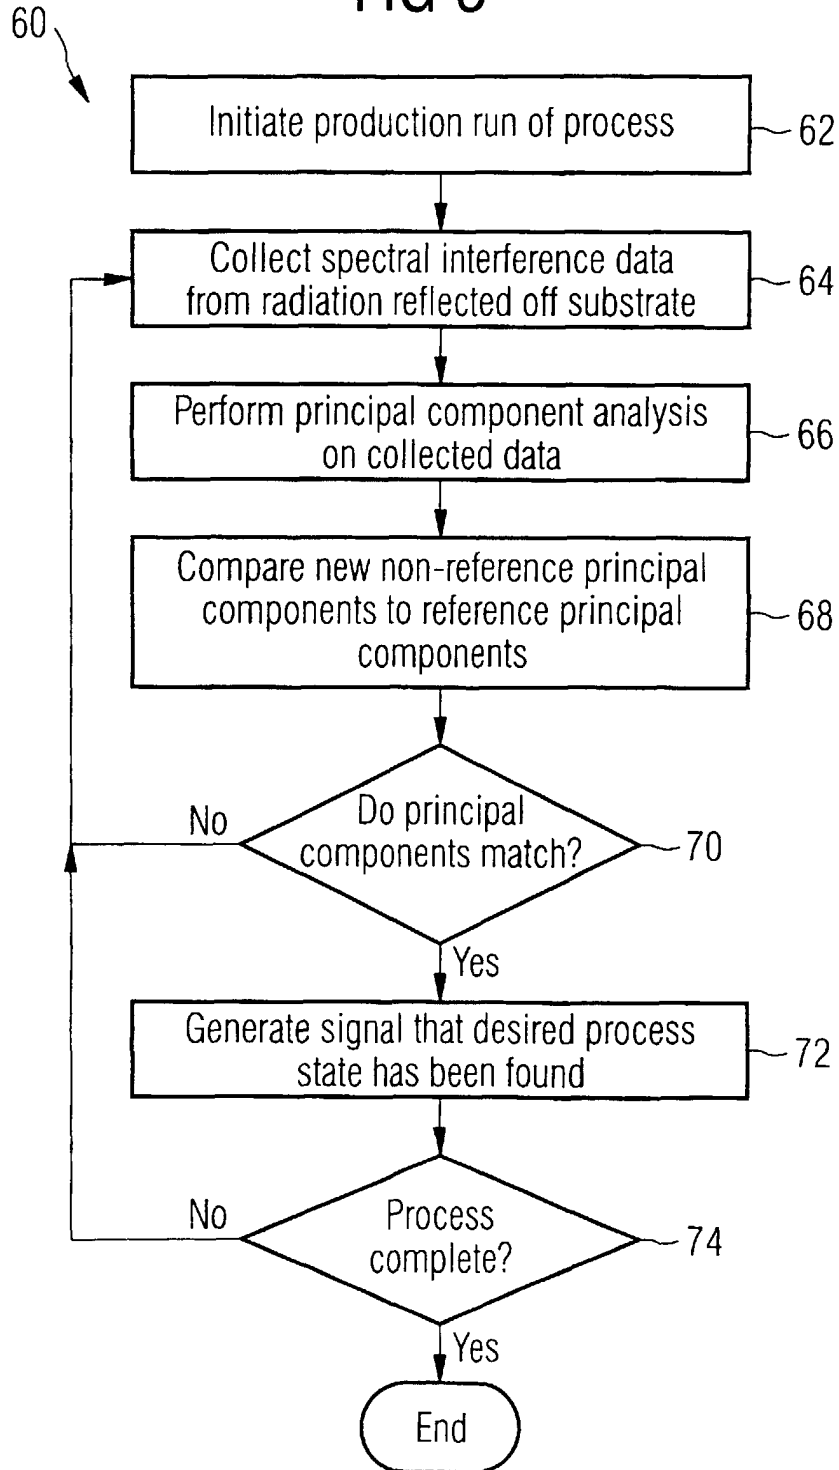 60
Initiate production run of process
62
Collect spectral interference data
from radiation reflected off substrate
64
Perform principal component analysis
on collected data
66
Compare new non-reference principal
components to reference principal
components
68
Do principal
components match?
70
No
Yes
Generate signal that desired process
state has been found
72
Process
complete?
74
No
Yes
End